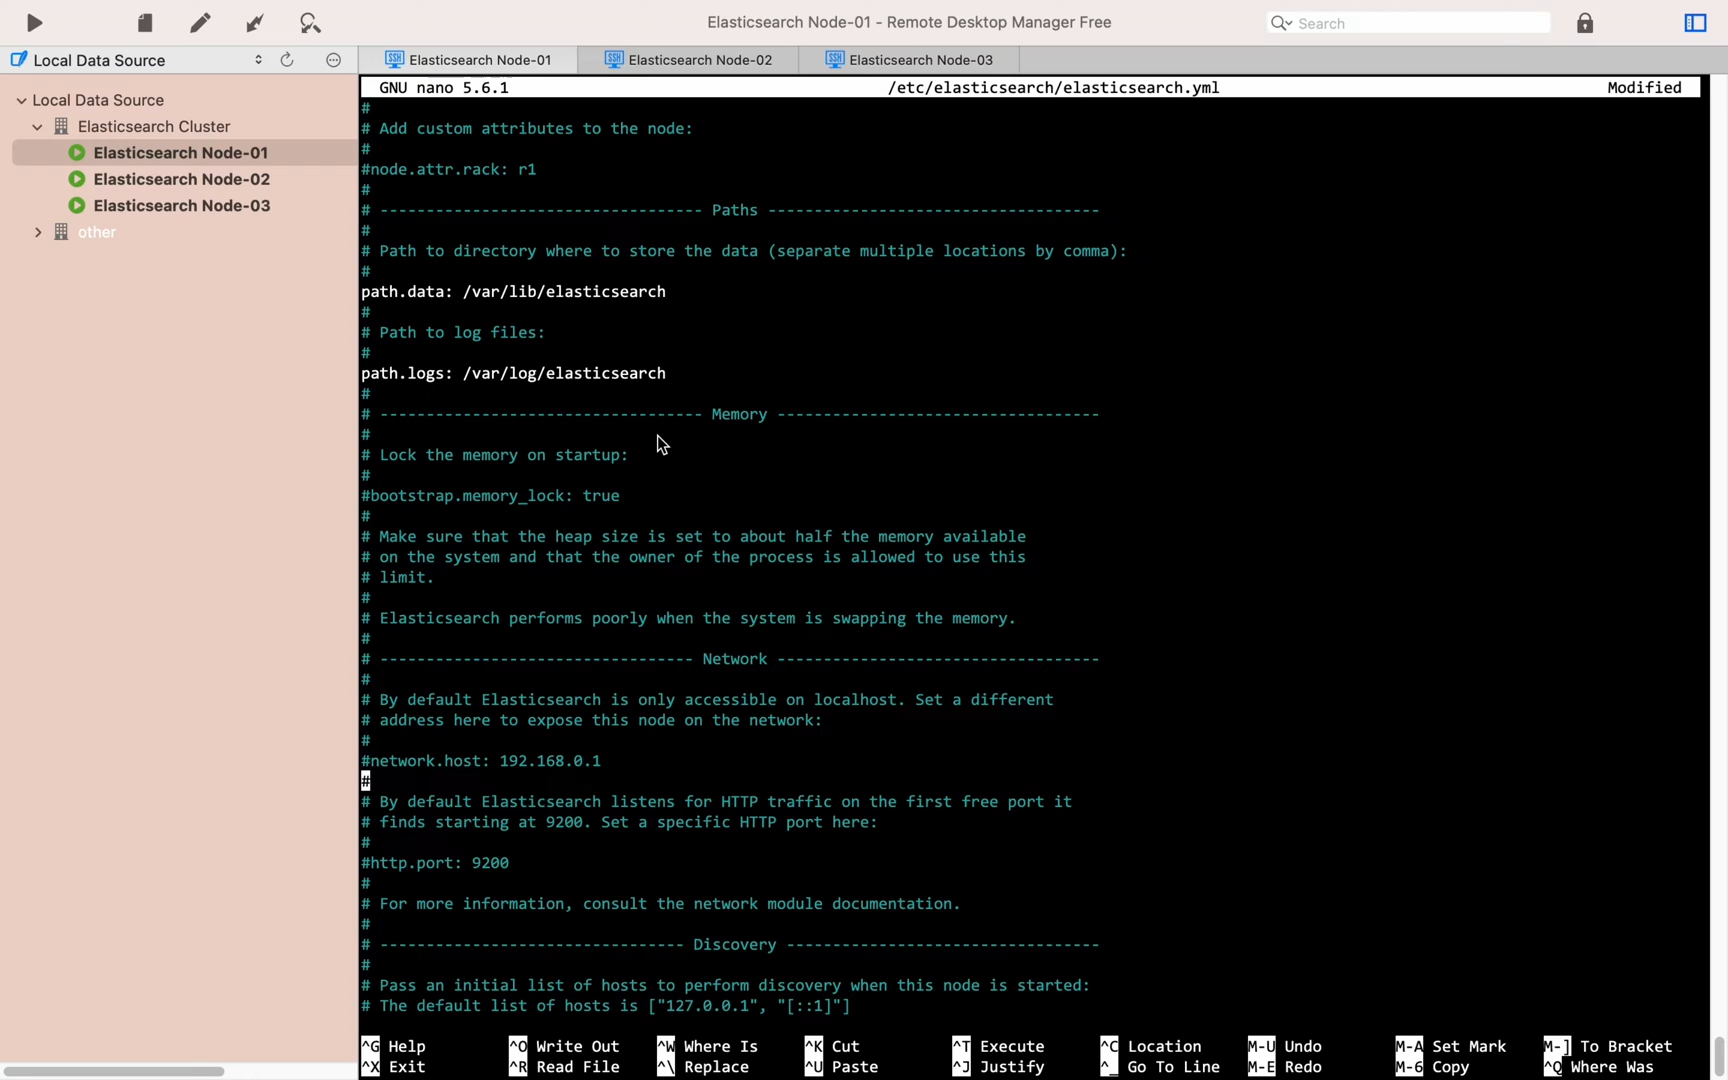 Elasticsearch Node-01 - Remote Desktop Manager Free
Search
Local Data Source
SSH Elasticsearch Node-01
SSH Elasticsearch Node-02
SSH Elasticsearch Node-03
Local Data Source
Elasticsearch Cluster
Elasticsearch Node-01
Elasticsearch Node-02
Elasticsearch Node-03
other
GNU nano 5.6.1 /etc/elasticsearch/elasticsearch.yml Modified
#
# Add custom attributes to the node:
#
#node.attr.rack: r1
#
# ----------------------------------- Paths ------------------------------------
#
# Path to directory where to store the data (separate multiple locations by comma):
#
path.data: /var/lib/elasticsearch
#
# Path to log files:
#
path.logs: /var/log/elasticsearch
#
# ----------------------------------- Memory -----------------------------------
#
# Lock the memory on startup:
#
#bootstrap.memory_lock: true
#
# Make sure that the heap size is set to about half the memory available
# on the system and that the owner of the process is allowed to use this
# limit.
#
# Elasticsearch performs poorly when the system is swapping the memory.
#
# ---------------------------------- Network -----------------------------------
#
# By default Elasticsearch is only accessible on localhost. Set a different
# address here to expose this node on the network:
#
#network.host: 192.168.0.1
#
# By default Elasticsearch listens for HTTP traffic on the first free port it
# finds starting at 9200. Set a specific HTTP port here:
#
#http.port: 9200
#
# For more information, consult the network module documentation.
#
# --------------------------------- Discovery ----------------------------------
#
# Pass an initial list of hosts to perform discovery when this node is started:
# The default list of hosts is ["127.0.0.1", "[::1]"]
^G Help ^O Write Out ^W Where Is ^K Cut ^T Execute ^C Location M-U Undo M-A Set Mark M-] To Bracket
^X Exit ^R Read File ^\ Replace ^U Paste ^J Justify ^_ Go To Line M-E Redo M-6 Copy ^Q Where Was